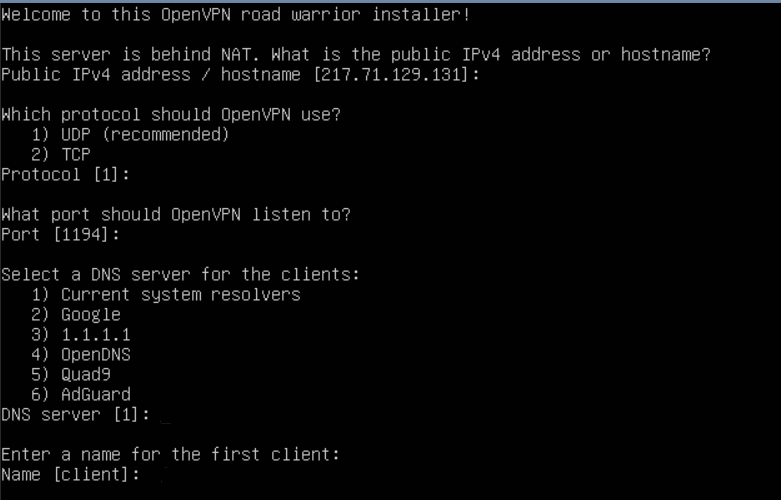 Welcome to this OpenVPN road warrior installer!
This server is behind NAT. What is the public IPv4 address or hostname?
Public IPv4 address / hostname [217.71.129.131]:
Which protocol should OpenVPN use?
1) UDP (recommended)
2) TCP
Protocol [1]:
What port should OpenVPN listen to?
Port [1194]:
Select a DNS server for the clients:
1) Current system resolvers
2) Google
3) 1.1.1.1
4) OpenDNS
5) Quad9
6) AdGuard
DNS server [1]:
Enter a name for the first client:
Name [client]: